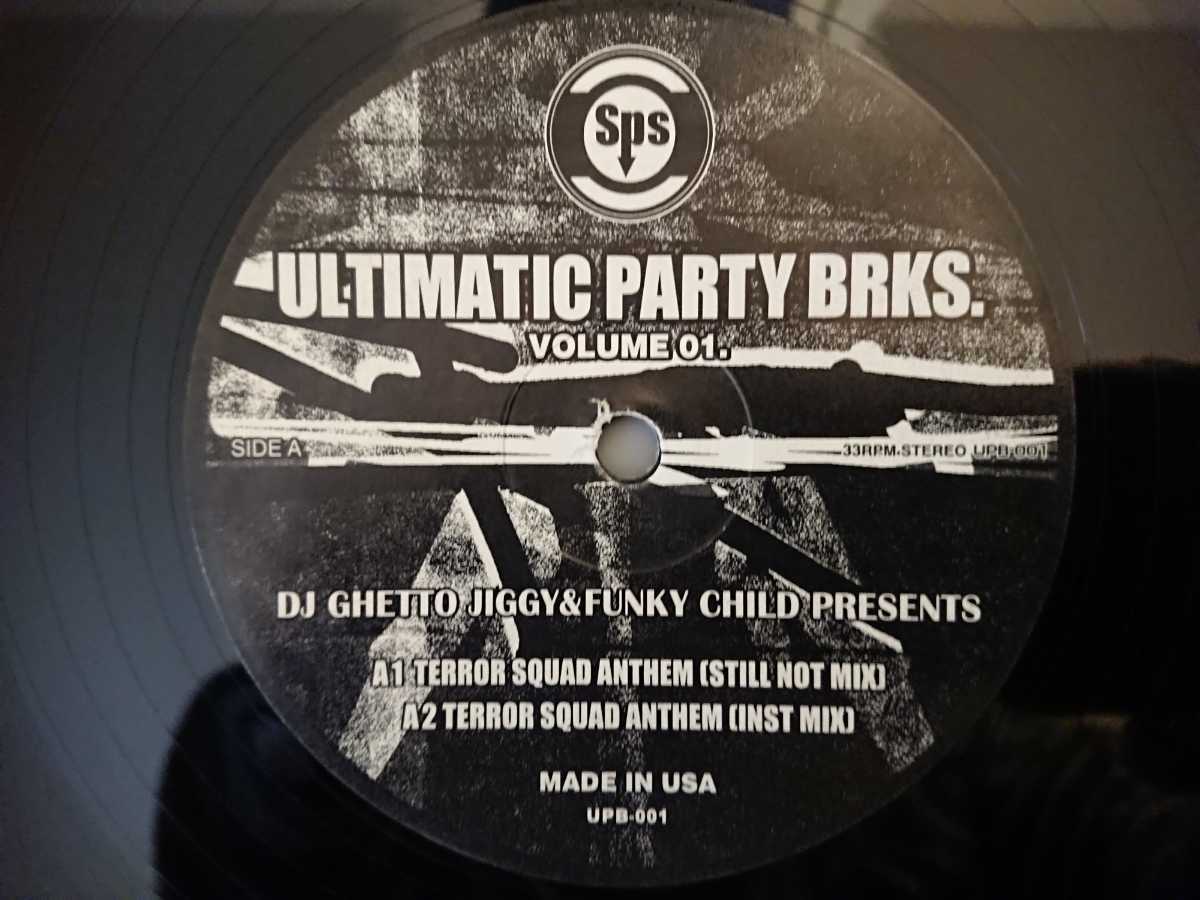 Sps
ULTIMATIC PARTY BRKS.
VOLUME 01.
SIDE A
33RPM.STEREO UPB-001
DJ GHETTO JIGGY&FUNKY CHILD PRESENTS
A1 TERROR SQUAD ANTHEM (STILL NOT MIX)
A2 TERROR SQUAD ANTHEM (INST MIX)
MADE IN USA
UPB-001